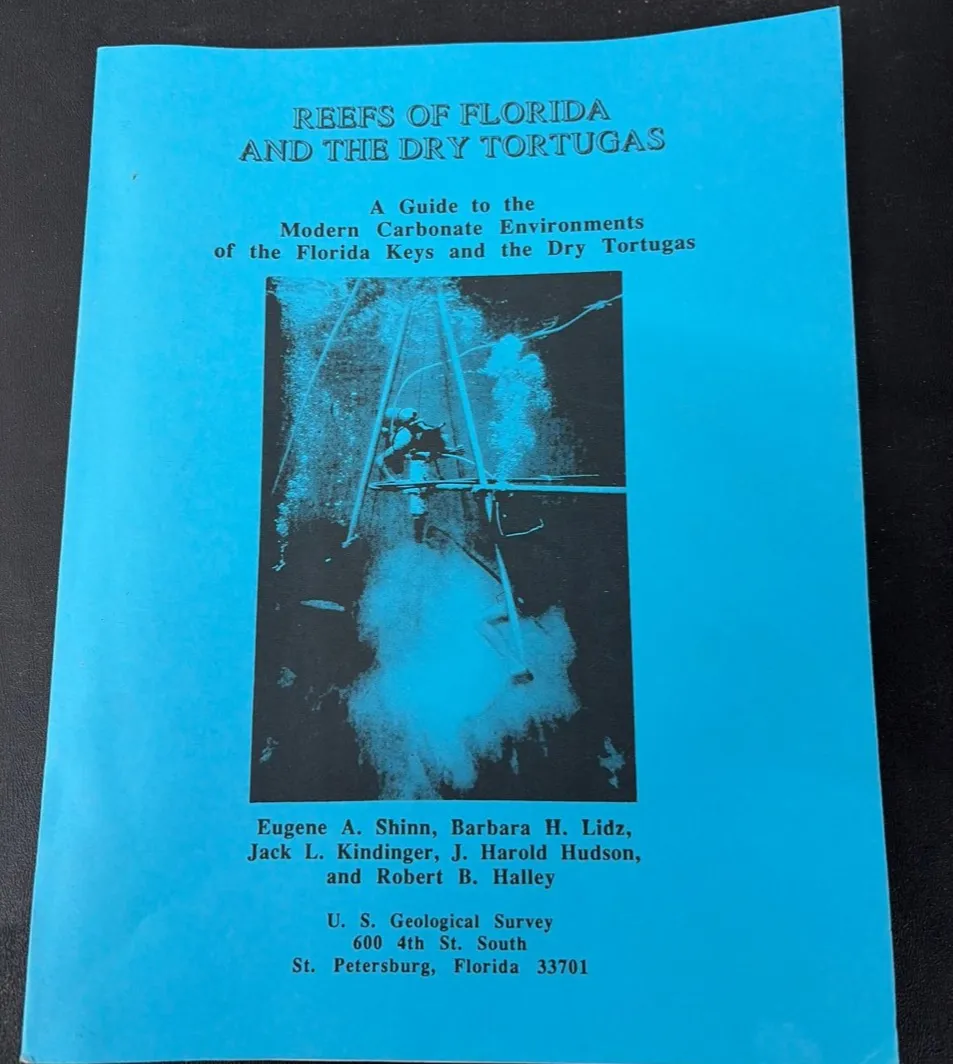 REEFS OF FLORIDA
AND THE DRY TORTUGAS
A Guide to the
Modern Carbonate Environments
of the Florida Keys and the Dry Tortugas
Eugene A. Shinn, Barbara H. Lidz,
Jack L. Kindinger, J. Harold Hudson,
and Robert B. Halley
U. S. Geological Survey
600 4th St. South
St. Petersburg, Florida 33701